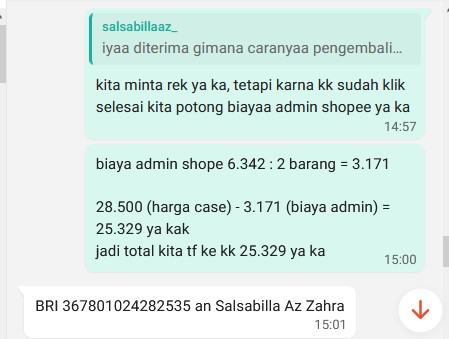 salsabillaaz_
iyaa diterima gimana caranyaa pengembali...
kita minta rek ya ka, tetapi karna kk sudah klik
selesai kita potong biayaa admin shopee ya ka
14:57
biaya admin shope 6.342 : 2 barang = 3.171
28.500 (harga case) - 3.171 (biaya admin) =
25.329 ya kak
jadi total kita tf ke kk 25.329 ya ka
15:00
BRI 367801024282535 an Salsabilla Az Zahra
15:01